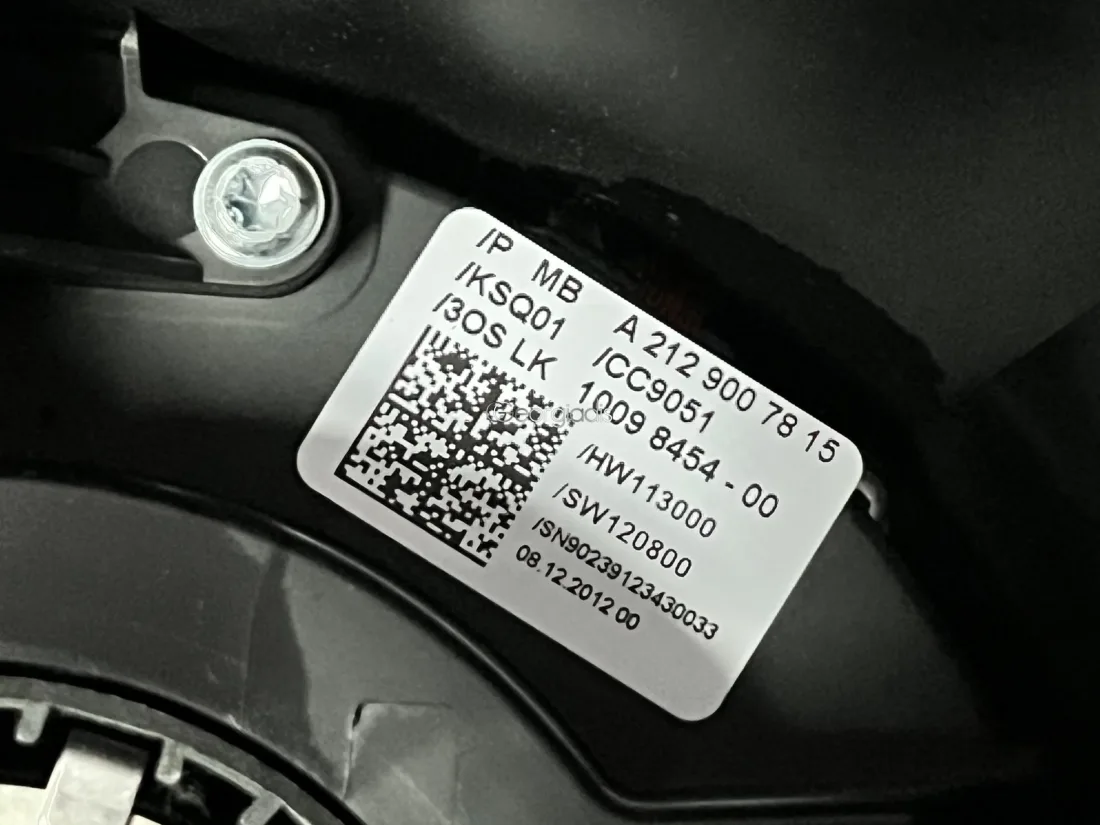 /P MB A 212 900 78 15
/KSQ01 /CC9051
/3OS LK 1009 8454 - 00
/HW113000
/SW120800
/SN90239123430033
08.12.2012 00